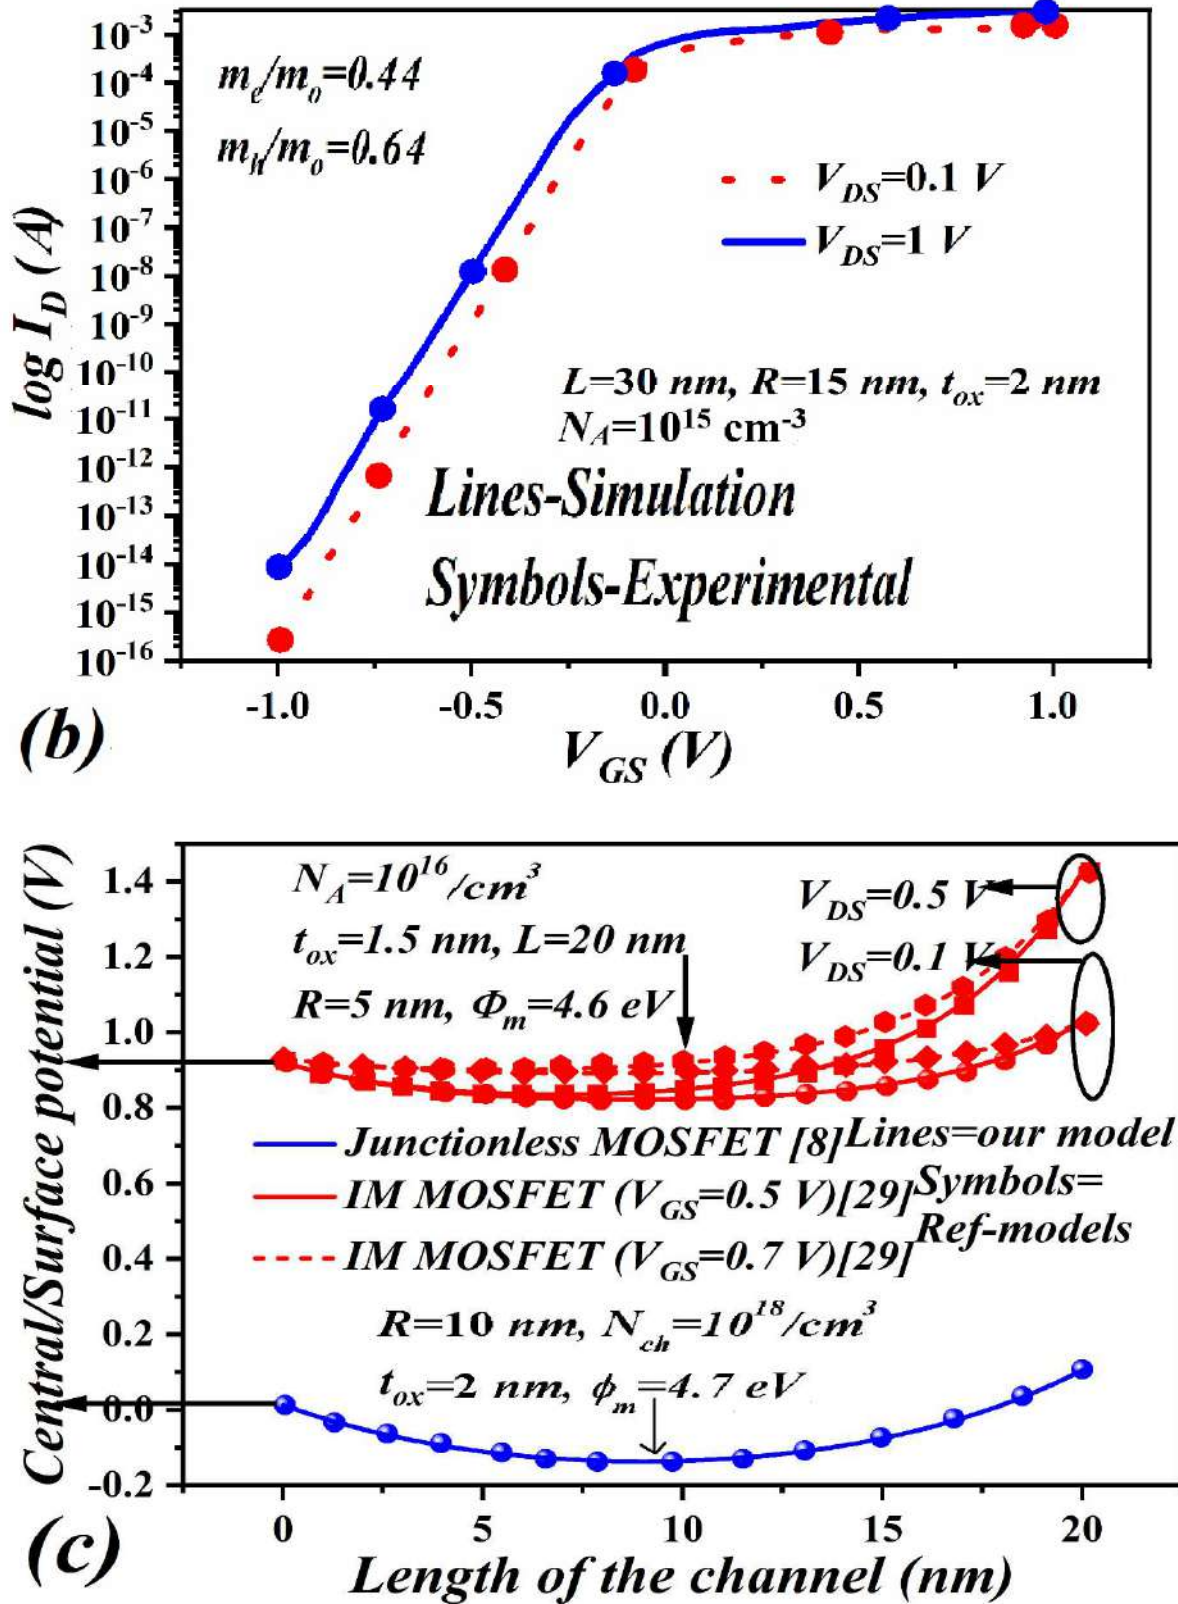 10⁻³
10⁻⁴
10⁻⁵
10⁻⁶
10⁻⁷
10⁻⁸
10⁻⁹
10⁻¹⁰
10⁻¹¹
10⁻¹²
10⁻¹³
10⁻¹⁴
10⁻¹⁵
10⁻¹⁶
log I_D (A)
m_e/m_o=0.44
m_h/m_o=0.64
V_DS=0.1 V
V_DS=1 V
L=30 nm, R=15 nm, t_ox=2 nm
N_A=10¹⁵ cm⁻³
Lines-Simulation
Symbols-Experimental
-1.0 -0.5 0.0 0.5 1.0
V_GS (V)
(b)
Central/Surface potential (V)
1.4
1.2
1.0
0.8
0.6
0.4
0.2
0.0
-0.2
N_A=10¹⁶/cm³
t_ox=1.5 nm, L=20 nm
R=5 nm, Φ_m=4.6 eV
V_DS=0.5 V
V_DS=0.1 V
Junctionless MOSFET [8]
IM MOSFET (V_GS=0.5 V)[29]
IM MOSFET (V_GS=0.7 V)[29]
Lines=our model
Symbols=
Ref-models
R=10 nm, N_ch=10¹⁸/cm³
t_ox=2 nm, ϕ_m=4.7 eV
0 5 10 15 20
Length of the channel (nm)
(c)